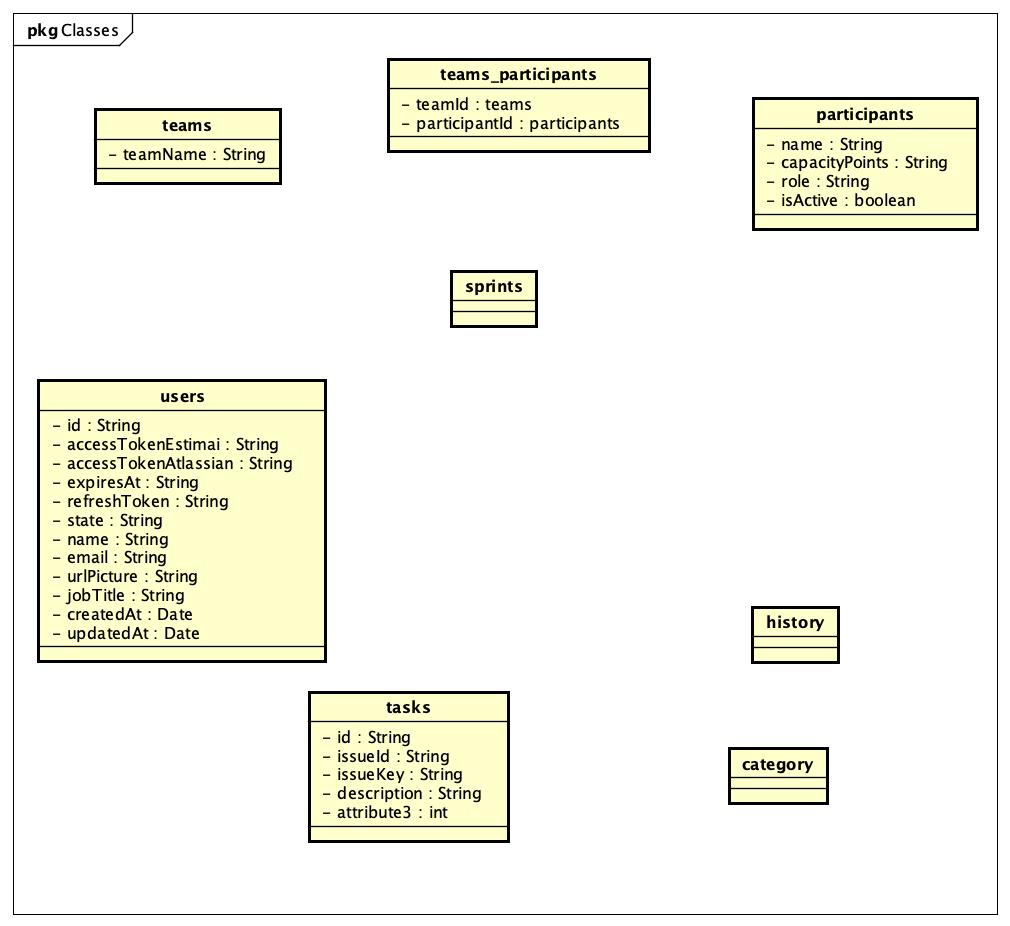 pkg Classes
teams_participants
- teamId : teams
- participantId : participants
teams
- teamName : String
participants
- name : String
- capacityPoints : String
- role : String
- isActive : boolean
sprints
users
- id : String
- accessTokenEstimai : String
- accessTokenAtlassian : String
- expiresAt : String
- refreshToken : String
- state : String
- name : String
- email : String
- urlPicture : String
- jobTitle : String
- createdAt : Date
- updatedAt : Date
history
tasks
- id : String
- issueId : String
- issueKey : String
- description : String
- attribute3 : int
category